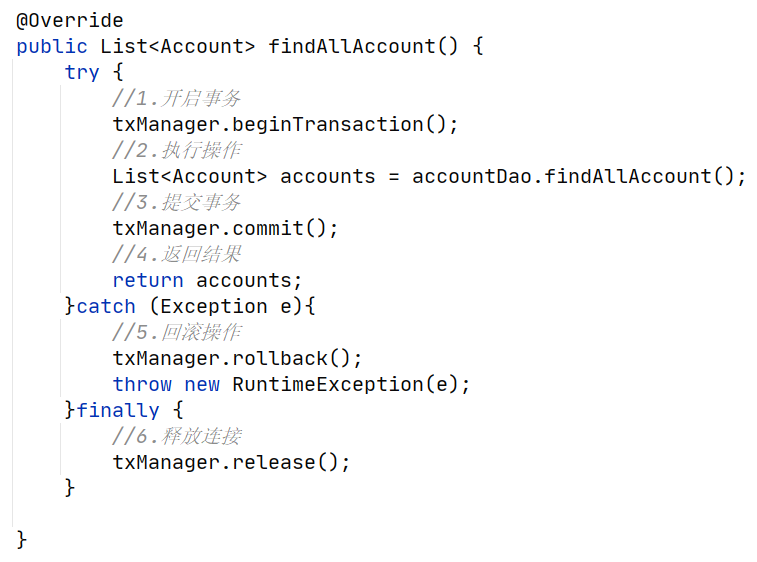 @Override
public List<Account> findAllAccount() {
try {
//1.开启事务
txManager.beginTransaction();
//2.执行操作
List<Account> accounts = accountDao.findAllAccount();
//3.提交事务
txManager.commit();
//4.返回结果
return accounts;
}catch (Exception e){
//5.回滚操作
txManager.rollback();
throw new RuntimeException(e);
}finally {
//6.释放连接
txManager.release();
}
}